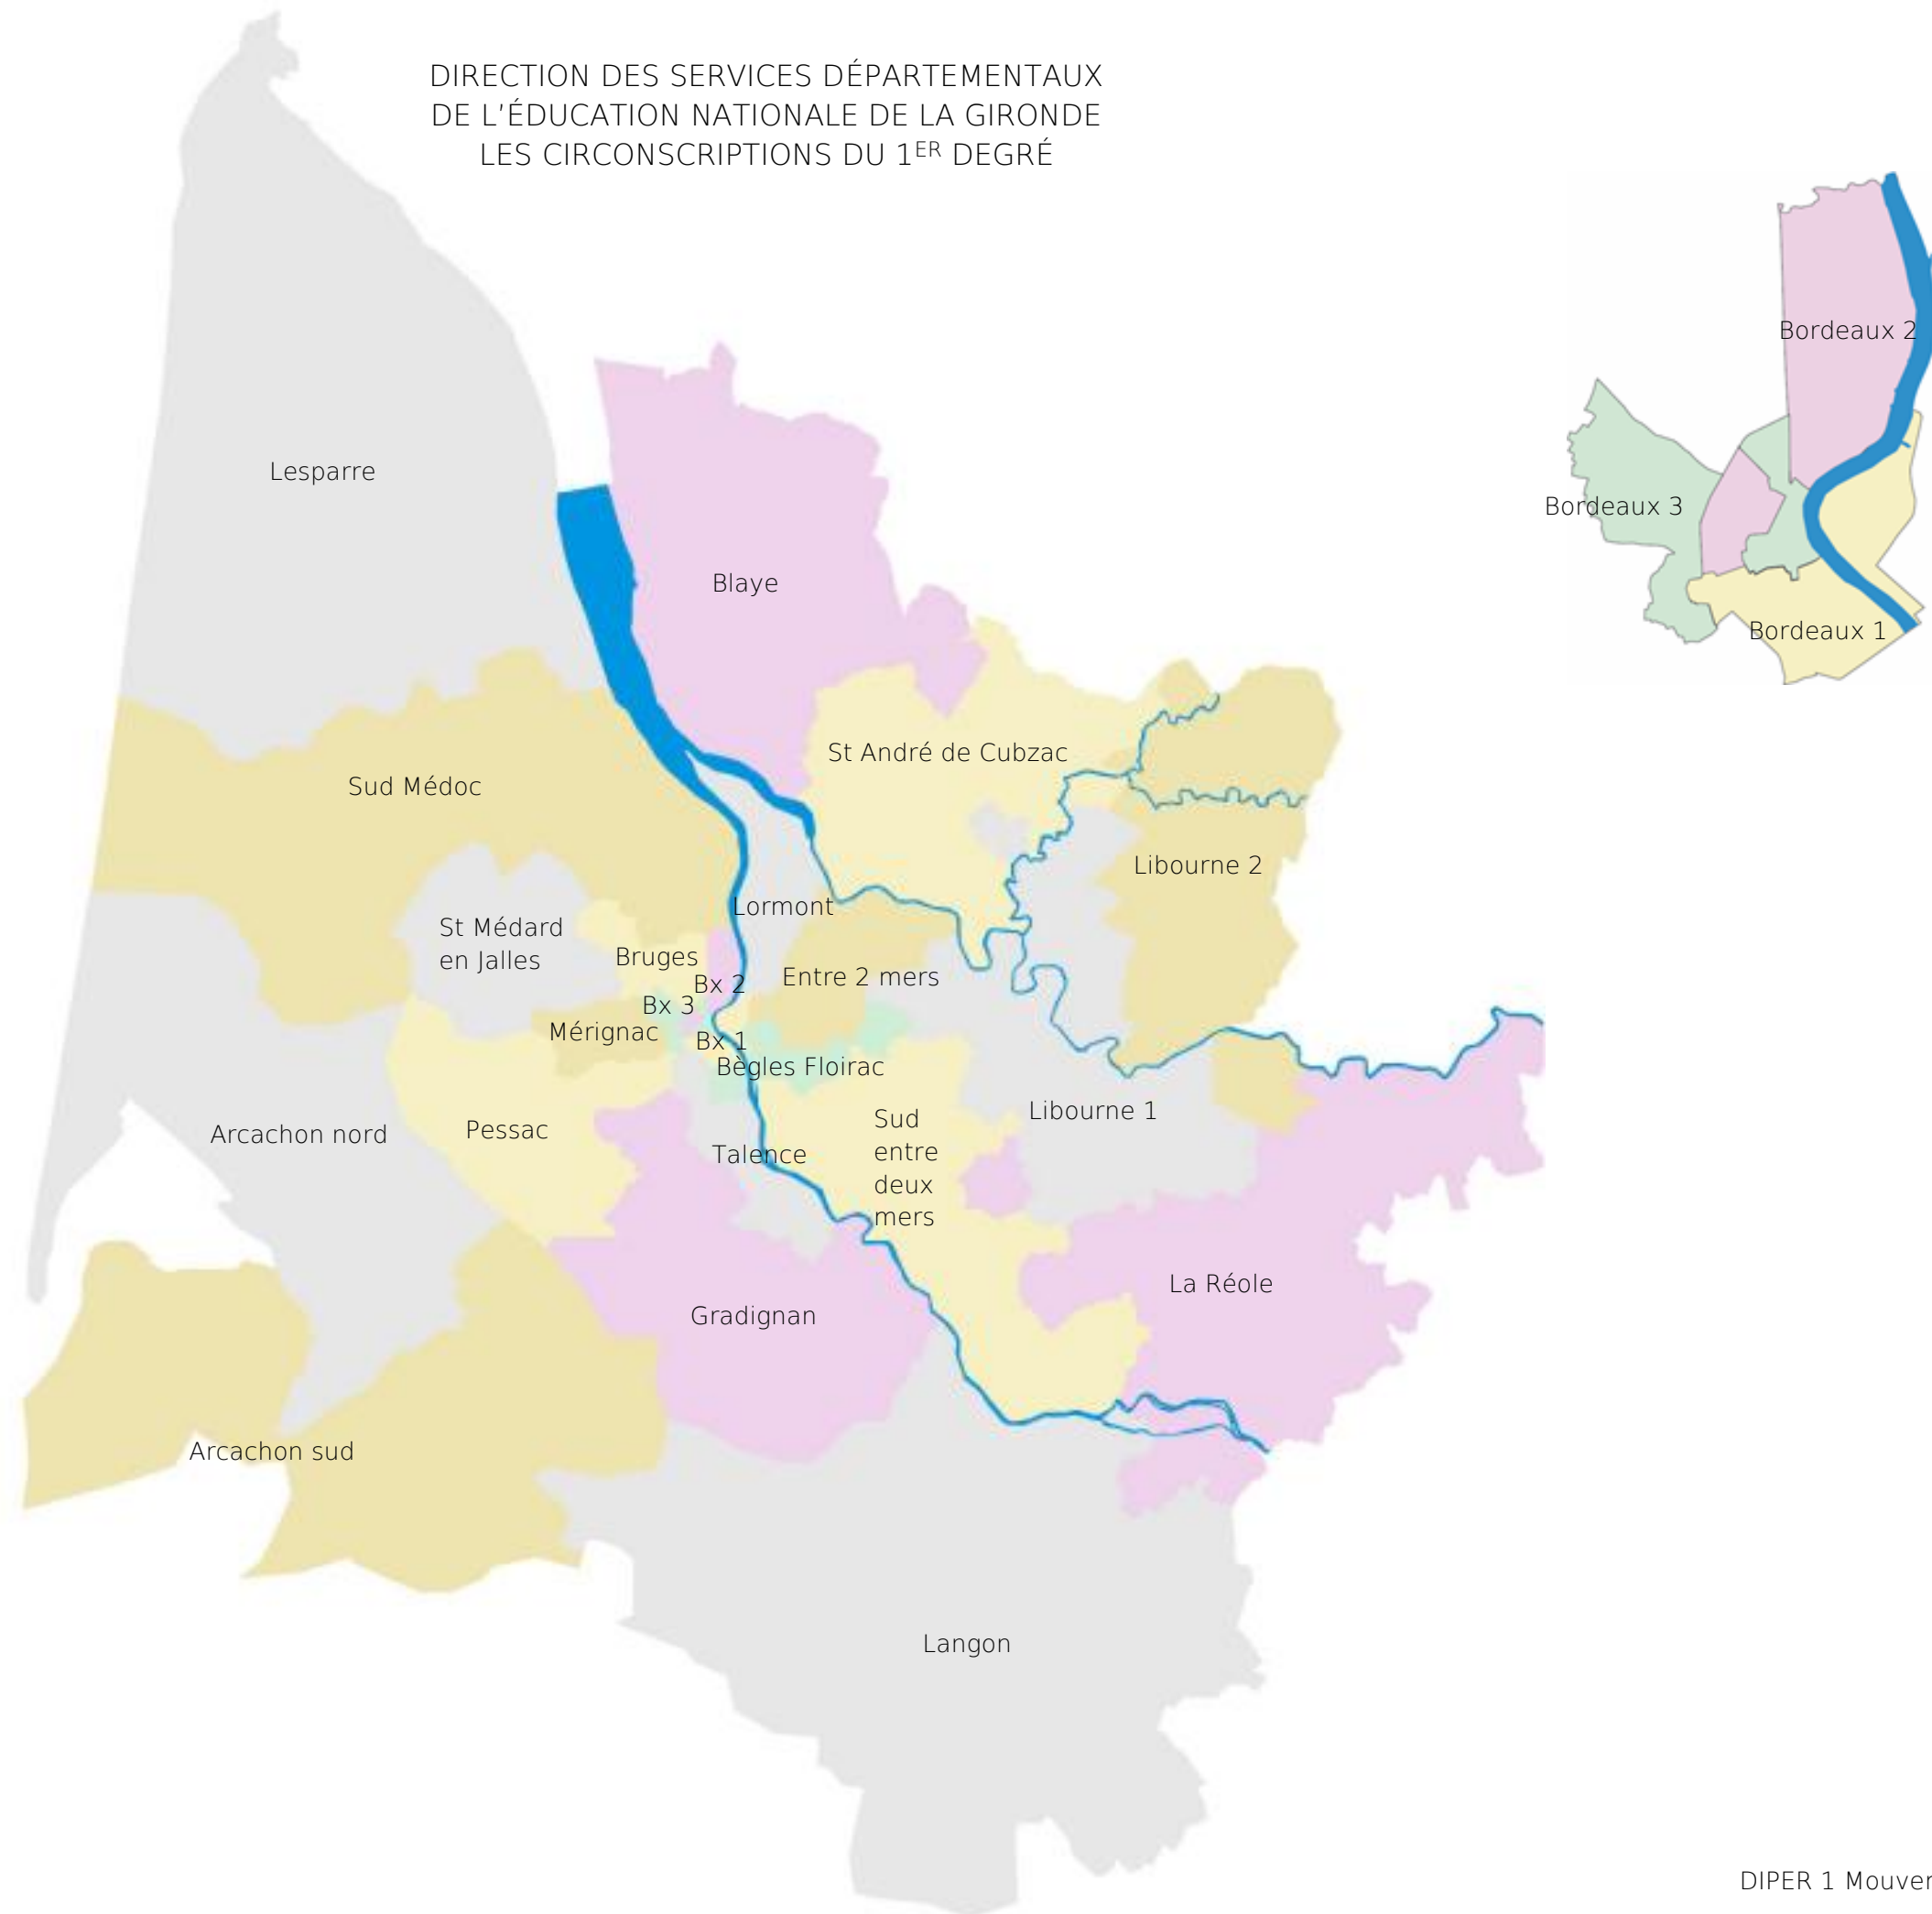 DIRECTION DES SERVICES DÉPARTEMENTAUX
DE L'ÉDUCATION NATIONALE DE LA GIRONDE
LES CIRCONSCRIPTIONS DU 1ER DEGRÉ
Bordeaux 2
Lesparre
Bordeaux 3
Blaye
Bordeaux 1
St André de Cubzac
Sud Médoc
Libourne 2
Lormont
St Médard
en Jalles
Bruges
Entre 2 mers
Bx 2
Bx 3
Mérignac
Bx 1
Bègles Floirac
Libourne 1
Sud
entre
deux
mers
Pessac
Arcachon nord
Talence
La Réole
Gradignan
Arcachon sud
Langon
DIPER 1